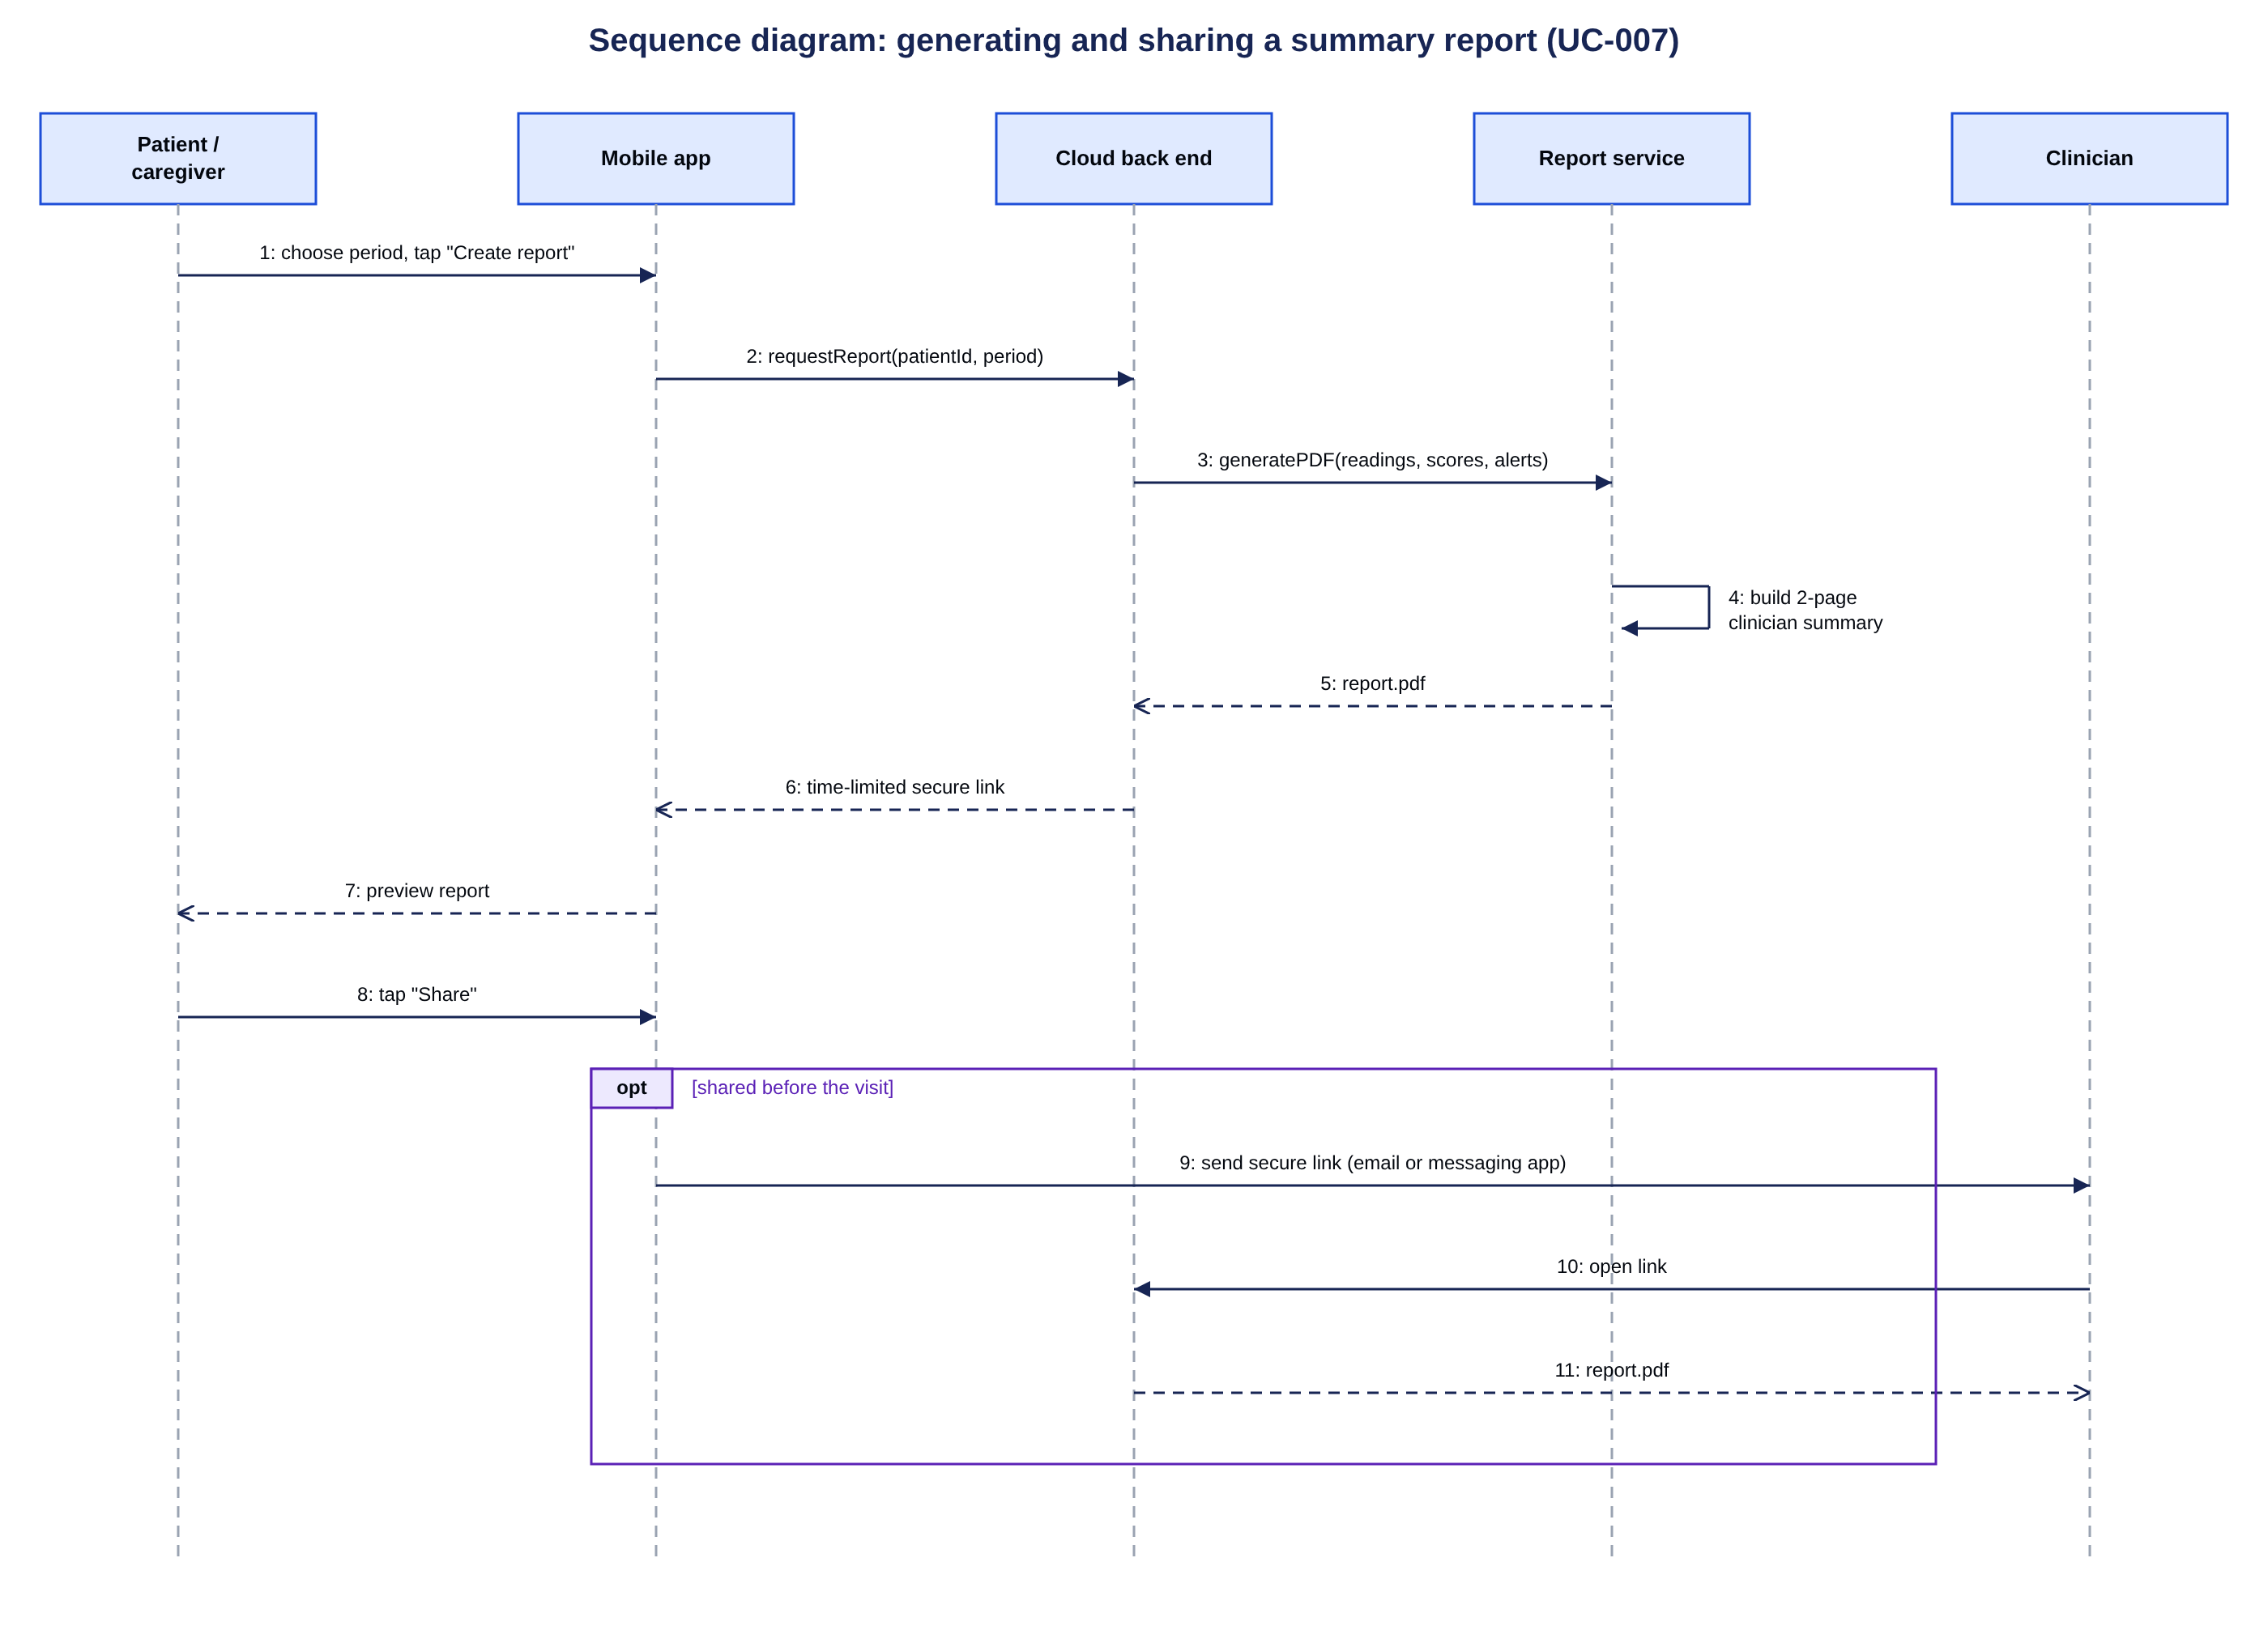 Sequence diagram: generating and sharing a summary report (UC-007)
Patient /
caregiver
Mobile app
Cloud back end
Report service
Clinician
1: choose period, tap "Create report"
2: requestReport(patientId, period)
3: generatePDF(readings, scores, alerts)
4: build 2-page
clinician summary
5: report.pdf
6: time-limited secure link
7: preview report
8: tap "Share"
opt
[shared before the visit]
9: send secure link (email or messaging app)
10: open link
11: report.pdf